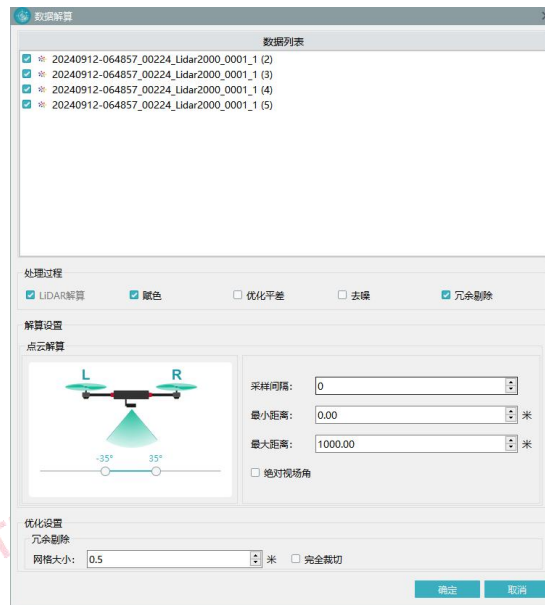 数据解算
数据列表
20240912-064857_00224_Lidar2000_0001_1 (2)
20240912-064857_00224_Lidar2000_0001_1 (3)
20240912-064857_00224_Lidar2000_0001_1 (4)
20240912-064857_00224_Lidar2000_0001_1 (5)
处理过程
LiDAR解算 赋色 优化平差 去噪 冗余剔除
解算设置
点云解算
L R
-35° 35°
采样间隔: 0
最小距离: 0.00 米
最大距离: 1000.00 米
绝对视场角
优化设置
冗余剔除
网格大小: 0.5 米 完全裁切
确定 取消